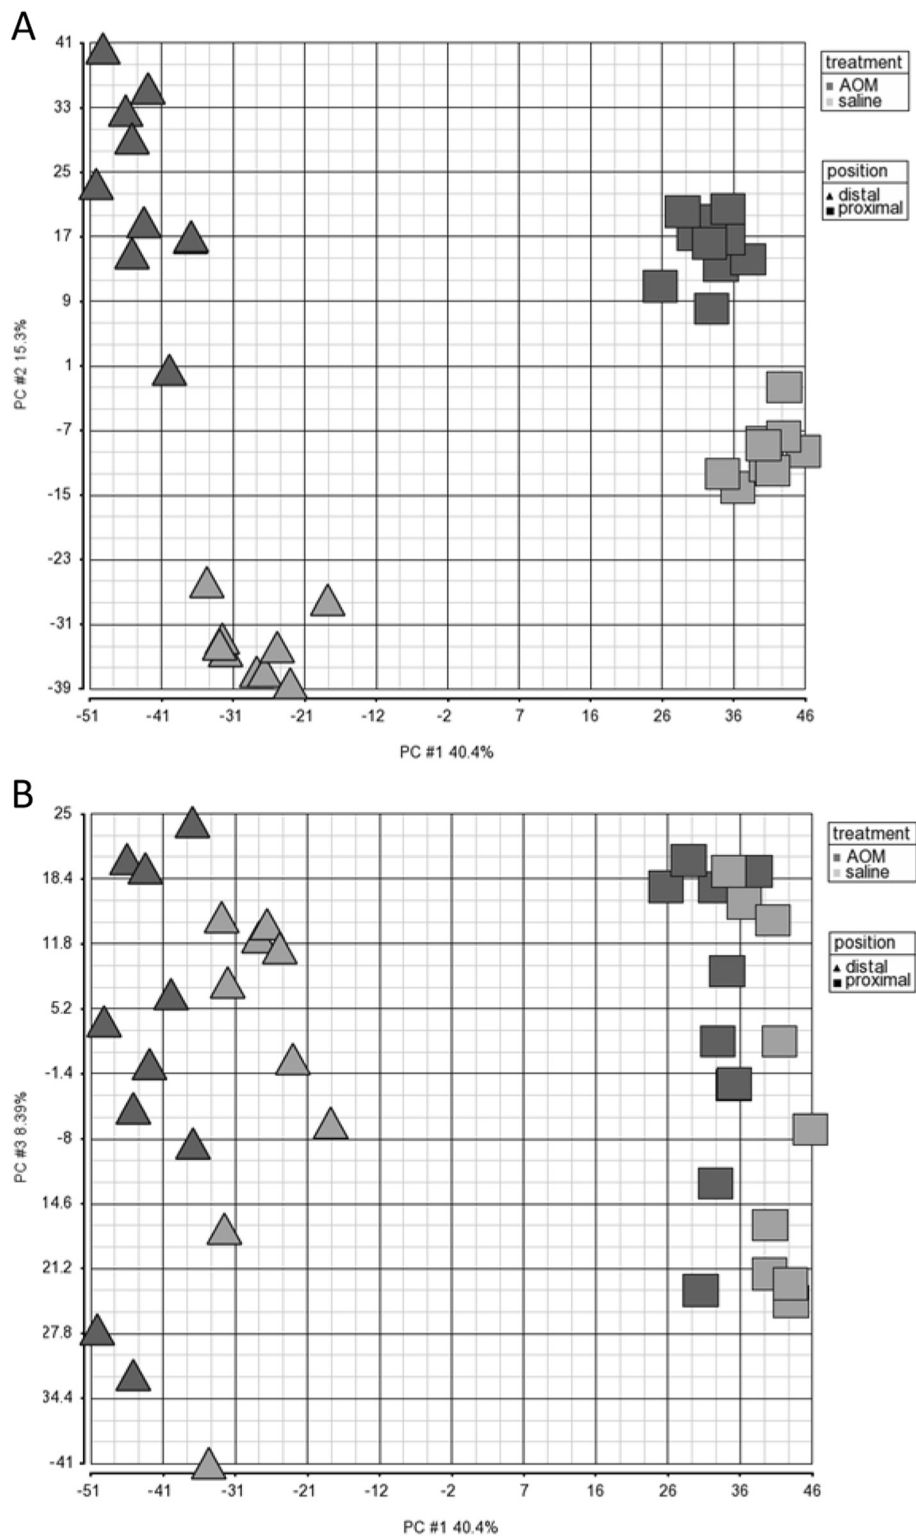 A
41
33
25
17
9
1
-7
-15
-23
-31
-39
PC #2 15.3%
-51 -41 -31 -21 -12 -2 7 16 26 36 46
PC #1 40.4%
treatment
AOM
saline
position
distal
proximal
B
25
18.4
11.8
5.2
-1.4
-8
14.6
21.2
27.8
34.4
-41
PC #3 8.39%
-51 -41 -31 -21 -12 -2 7 16 26 36 46
PC #1 40.4%
treatment
AOM
saline
position
distal
proximal